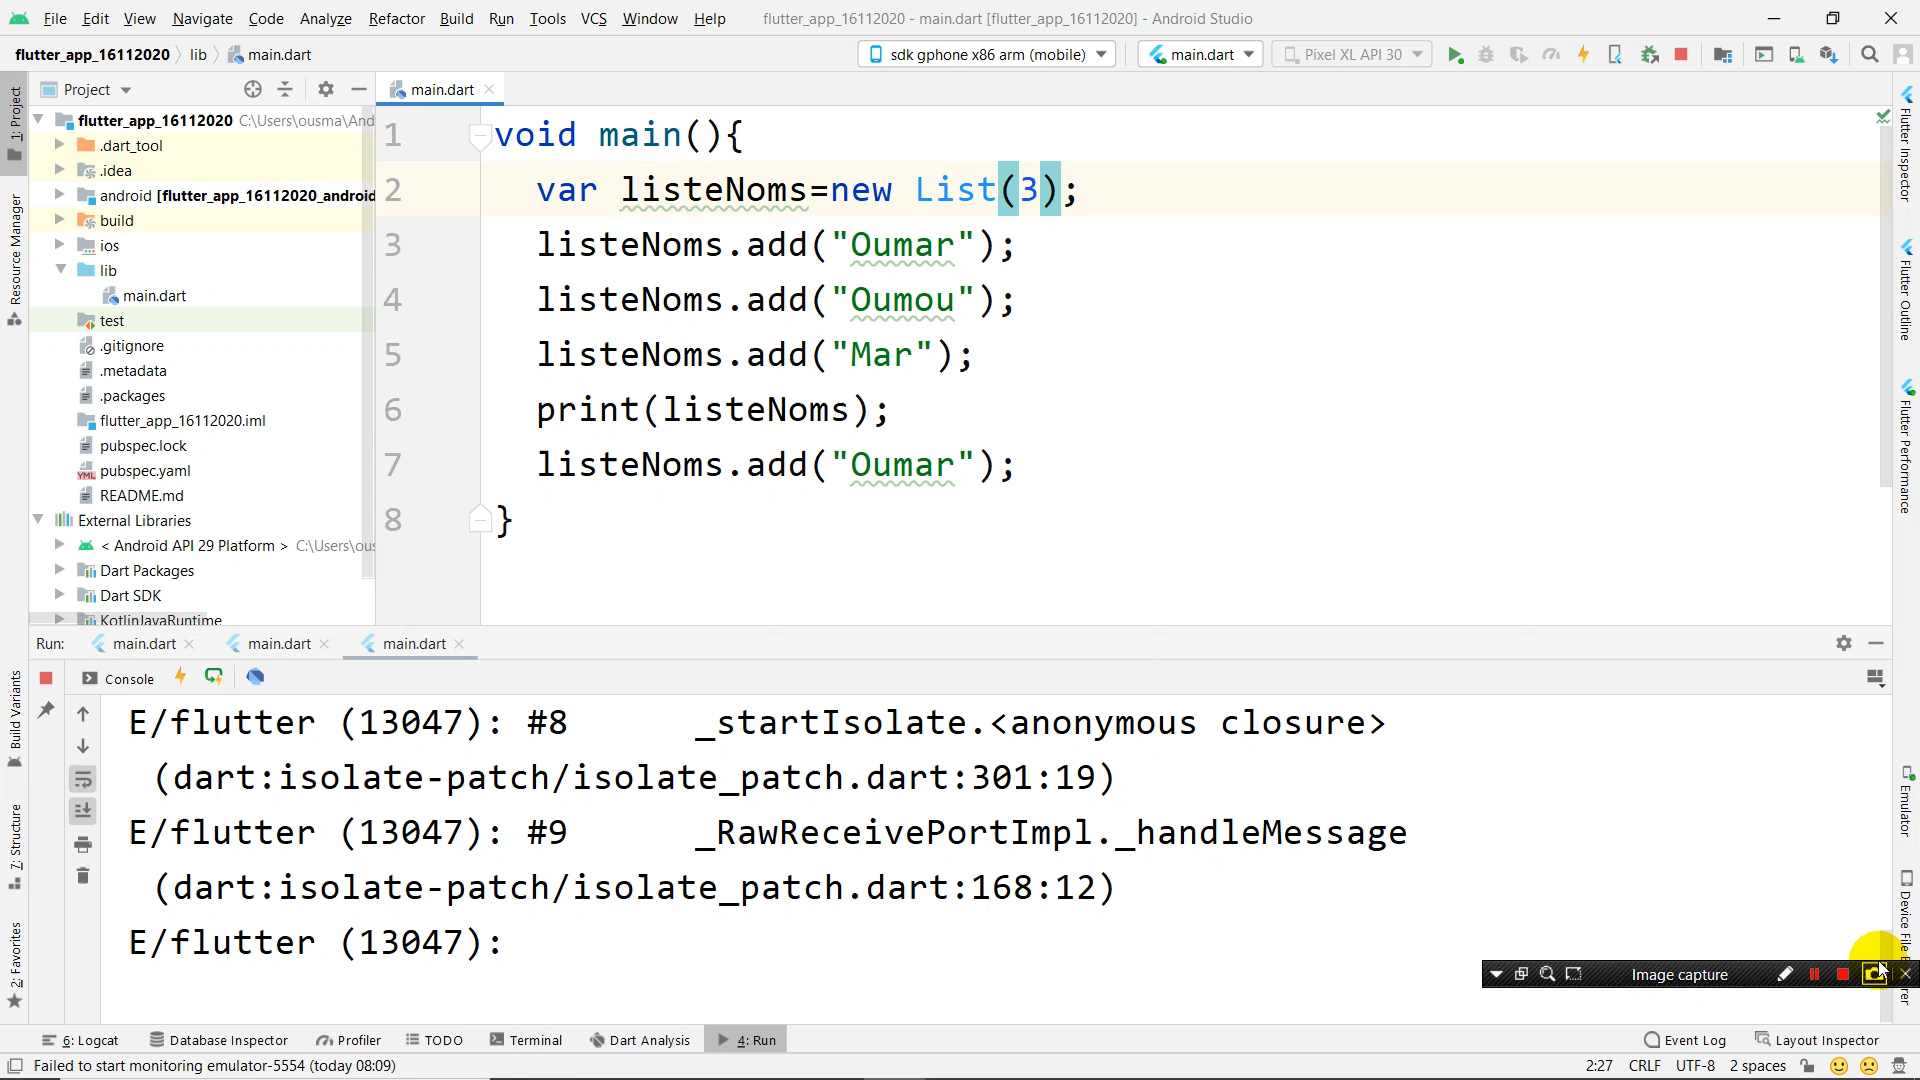 File Edit View Navigate Code Analyze Refactor Build Run Tools VCS Window Help flutter_app_16112020 - main.dart [flutter_app_16112020] - Android Studio
flutter_app_16112020 lib main.dart sdk gphone x86 arm (mobile) main.dart Pixel XL API 30
1: Project
Resource Manager
Build Variants
7: Structure
2: Favorites
Project
flutter_app_16112020 C:\Users\ousma\And
.dart_tool
.idea
android [flutter_app_16112020_android
build
ios
lib
main.dart
test
.gitignore
.metadata
.packages
flutter_app_16112020.iml
pubspec.lock
YML pubspec.yaml
README.md
External Libraries
< Android API 29 Platform > C:\Users\ous
Dart Packages
Dart SDK
KotlinJavaRuntime
main.dart
1 void main(){
2 var listeNoms=new List(3);
3 listeNoms.add("Oumar");
4 listeNoms.add("Oumou");
5 listeNoms.add("Mar");
6 print(listeNoms);
7 listeNoms.add("Oumar");
8 }
Flutter Inspector
Flutter Outline
Flutter Performance
Emulator
Run: main.dart main.dart main.dart
Console
E/flutter (13047): #8 _startIsolate.<anonymous closure>
(dart:isolate-patch/isolate_patch.dart:301:19)
E/flutter (13047): #9 _RawReceivePortImpl._handleMessage
(dart:isolate-patch/isolate_patch.dart:168:12)
E/flutter (13047):
Image capture
6: Logcat Database Inspector Profiler TODO Terminal Dart Analysis 4: Run Event Log Layout Inspector
Failed to start monitoring emulator-5554 (today 08:09) 2:27 CRLF UTF-8 2 spaces